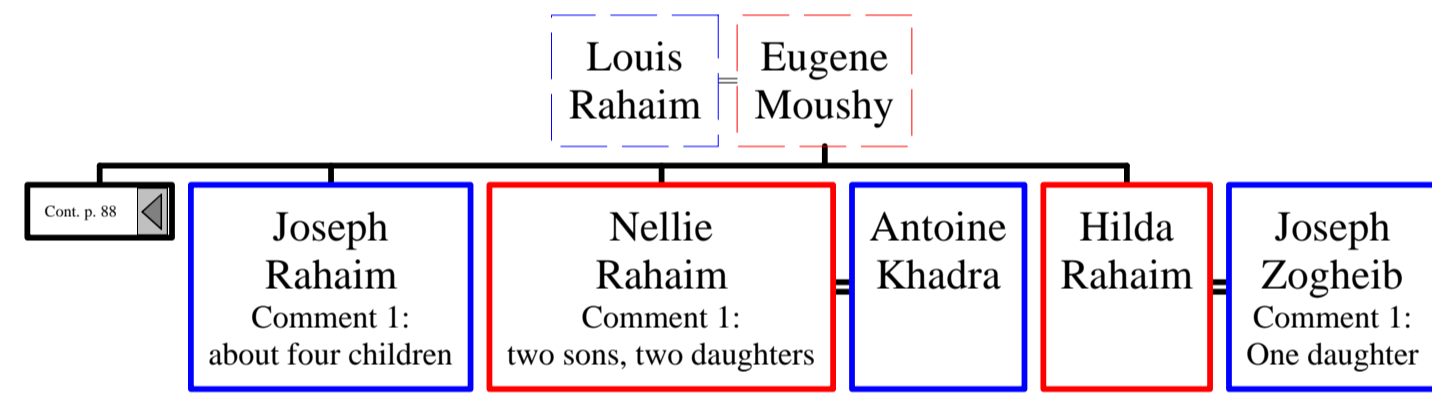 Louis
Rahaim
Eugene
Moushy
Cont. p. 88
Joseph
Rahaim
Comment 1:
about four children
Nellie
Rahaim
Comment 1:
two sons, two daughters
Antoine
Khadra
Hilda
Rahaim
Joseph
Zogheib
Comment 1:
One daughter